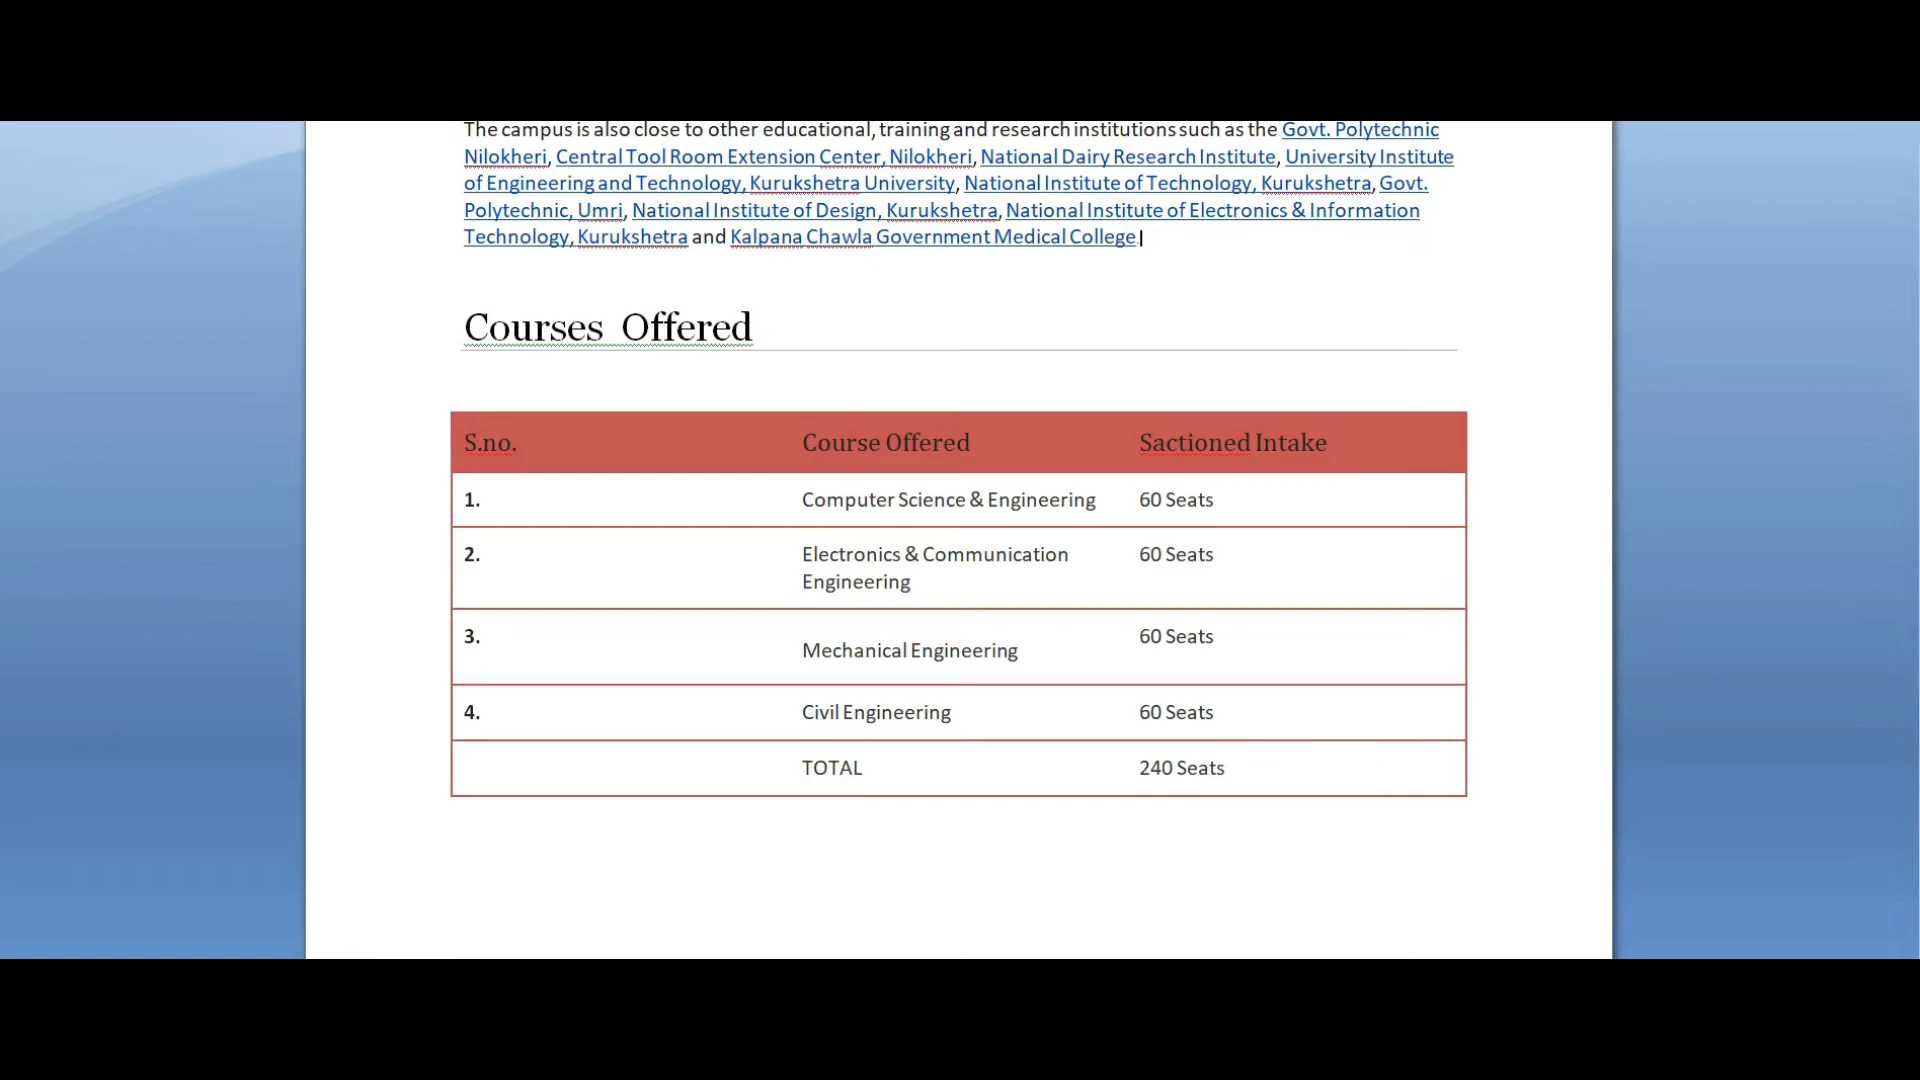 The campus is also close to other educational, training and research institutions such as the Govt. Polytechnic
Nilokheri, Central Tool Room Extension Center, Nilokheri, National Dairy Research Institute, University Institute
of Engineering and Technology, Kurukshetra University, National Institute of Technology, Kurukshetra, Govt.
Polytechnic, Umri, National Institute of Design, Kurukshetra, National Institute of Electronics & Information
Technology, Kurukshetra and Kalpana Chawla Government Medical College.
Courses Offered
S.no. Course Offered Sactioned Intake
1. Computer Science & Engineering 60 Seats
2. Electronics & Communication 60 Seats
Engineering
3. Mechanical Engineering 60 Seats
4. Civil Engineering 60 Seats
TOTAL 240 Seats